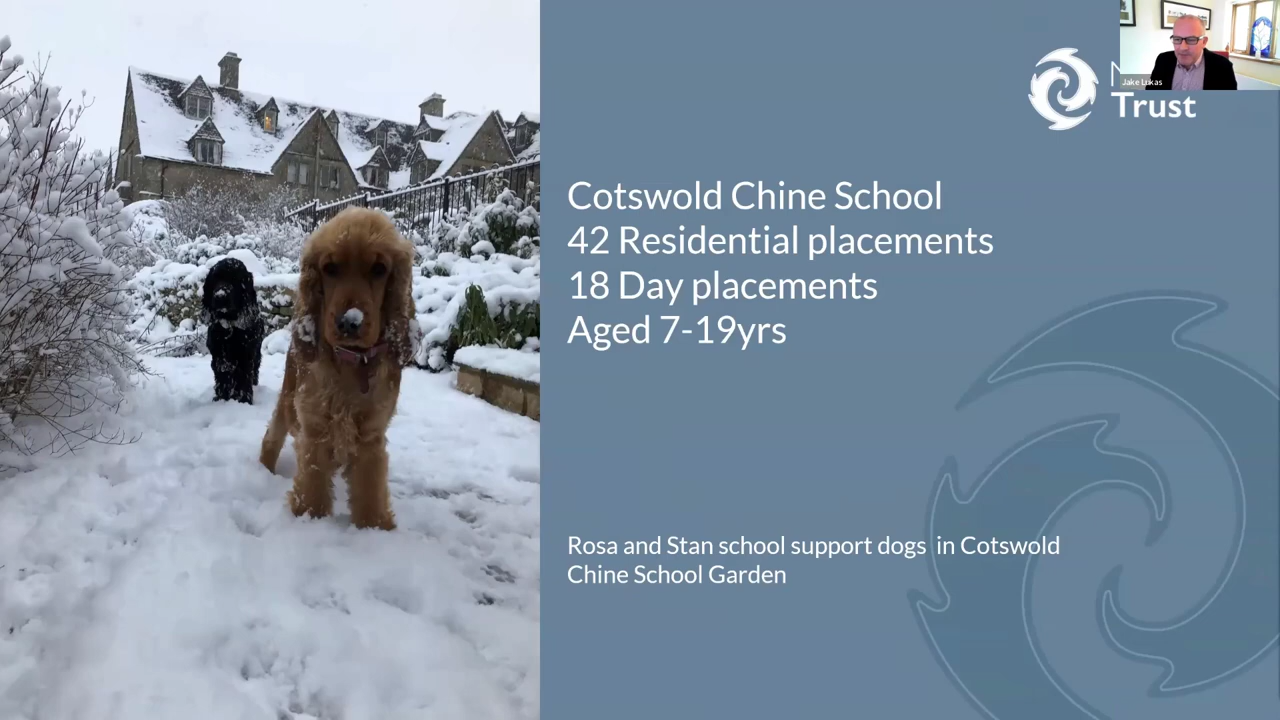 Jake Lukas
Trust
Cotswold Chine School
42 Residential placements
18 Day placements
Aged 7-19yrs
Rosa and Stan school support dogs  in Cotswold
Chine School Garden